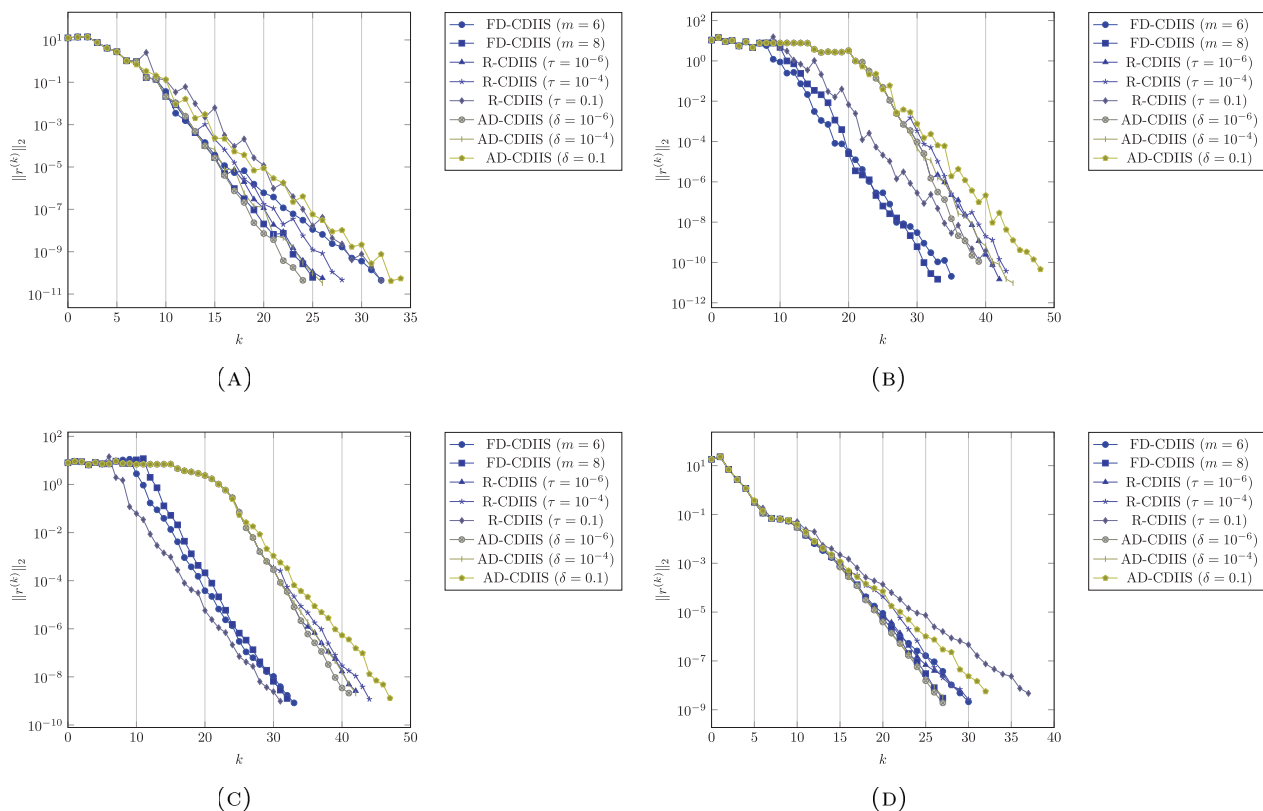 10^1
10^{-1}
10^{-3}
10^{-5}
10^{-7}
10^{-9}
10^{-11}
||r^{(k)}||_2
0 5 10 15 20 25 30 35
k
FD-CDIIS (m = 6)
FD-CDIIS (m = 8)
R-CDIIS (τ = 10^{-6})
R-CDIIS (τ = 10^{-4})
R-CDIIS (τ = 0.1)
AD-CDIIS (δ = 10^{-6})
AD-CDIIS (δ = 10^{-4})
AD-CDIIS (δ = 0.1
(A)
10^2
10^0
10^{-2}
10^{-4}
10^{-6}
10^{-8}
10^{-10}
10^{-12}
||r^{(k)}||_2
0 10 20 30 40 50
k
FD-CDIIS (m = 6)
FD-CDIIS (m = 8)
R-CDIIS (τ = 10^{-6})
R-CDIIS (τ = 10^{-4})
R-CDIIS (τ = 0.1)
AD-CDIIS (δ = 10^{-6})
AD-CDIIS (δ = 10^{-4})
AD-CDIIS (δ = 0.1)
(B)
10^2
10^0
10^{-2}
10^{-4}
10^{-6}
10^{-8}
10^{-10}
||r^{(k)}||_2
0 10 20 30 40 50
k
FD-CDIIS (m = 6)
FD-CDIIS (m = 8)
R-CDIIS (τ = 10^{-6})
R-CDIIS (τ = 10^{-4})
R-CDIIS (τ = 0.1)
AD-CDIIS (δ = 10^{-6})
AD-CDIIS (δ = 10^{-4})
AD-CDIIS (δ = 0.1)
(C)
10^1
10^{-1}
10^{-3}
10^{-5}
10^{-7}
10^{-9}
||r^{(k)}||_2
0 5 10 15 20 25 30 35 40
k
FD-CDIIS (m = 6)
FD-CDIIS (m = 8)
R-CDIIS (τ = 10^{-6})
R-CDIIS (τ = 10^{-4})
R-CDIIS (τ = 0.1)
AD-CDIIS (δ = 10^{-6})
AD-CDIIS (δ = 10^{-4})
AD-CDIIS (δ = 0.1)
(D)